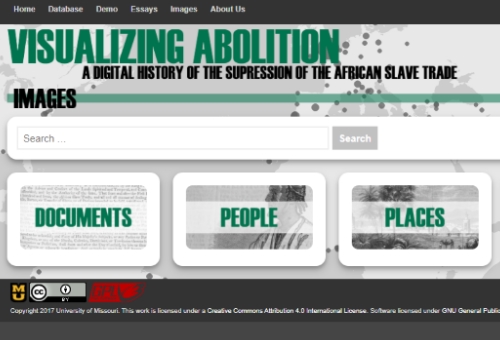 Home Database Demo Essays Images About Us
VISUALIZING ABOLITION
A DIGITAL HISTORY OF THE SUPRESSION OF THE AFRICAN SLAVE TRADE
IMAGES
Search ... Search
DOCUMENTS PEOPLE PLACES
MU cc BY
Copyright 2017 University of Missouri. This work is licensed under a Creative Commons Attribution 4.0 International License. Software licensed under GNU General Public